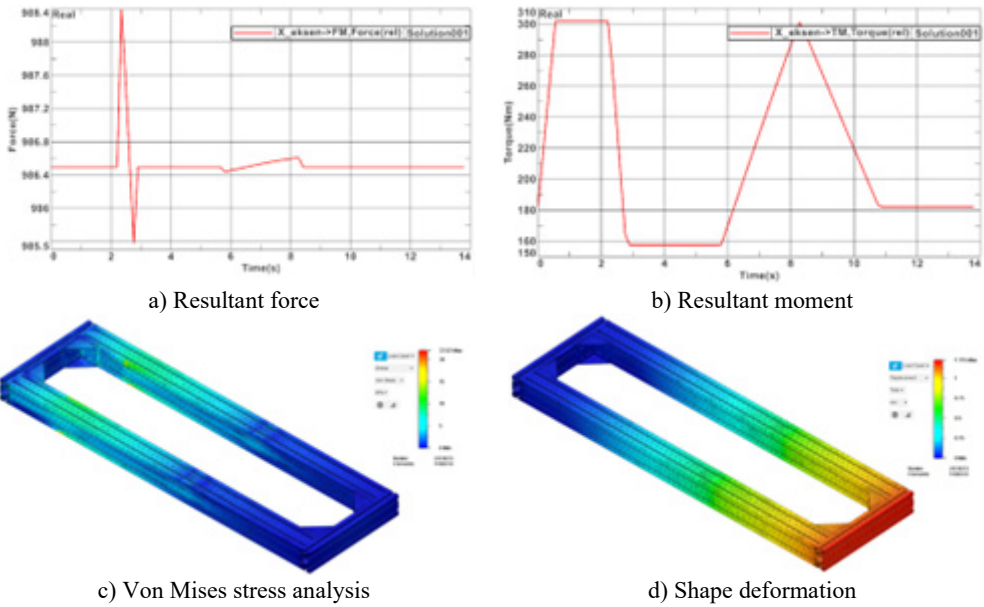 988.4
Real
X_eksen->FM,Force(rel) Solution001
988
987.6
987.2
986.8
986.4
986
985.5
Force(N)
0 2 4 6 8 10 12 14
Time(s)
a) Resultant force
310
Real
X_eksen->TM,Torque(rel) Solution001
300
280
260
240
220
200
180
160
150
Torque(Nm)
0 2 4 6 8 10 12 14
Time(s)
b) Resultant moment
c) Von Mises stress analysis
d) Shape deformation